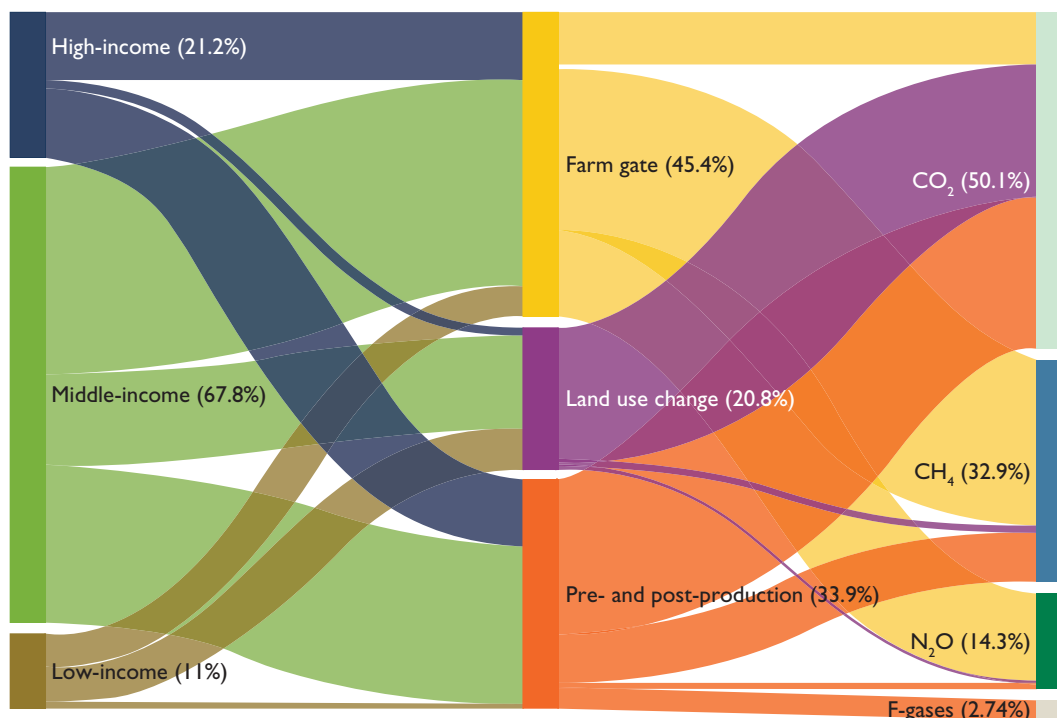 High-income (21.2%)
Middle-income (67.8%)
Low-income (11%)
Farm gate (45.4%)
Land use change (20.8%)
Pre- and post-production (33.9%)
CO₂ (50.1%)
CH₄ (32.9%)
N₂O (14.3%)
F-gases (2.74%)